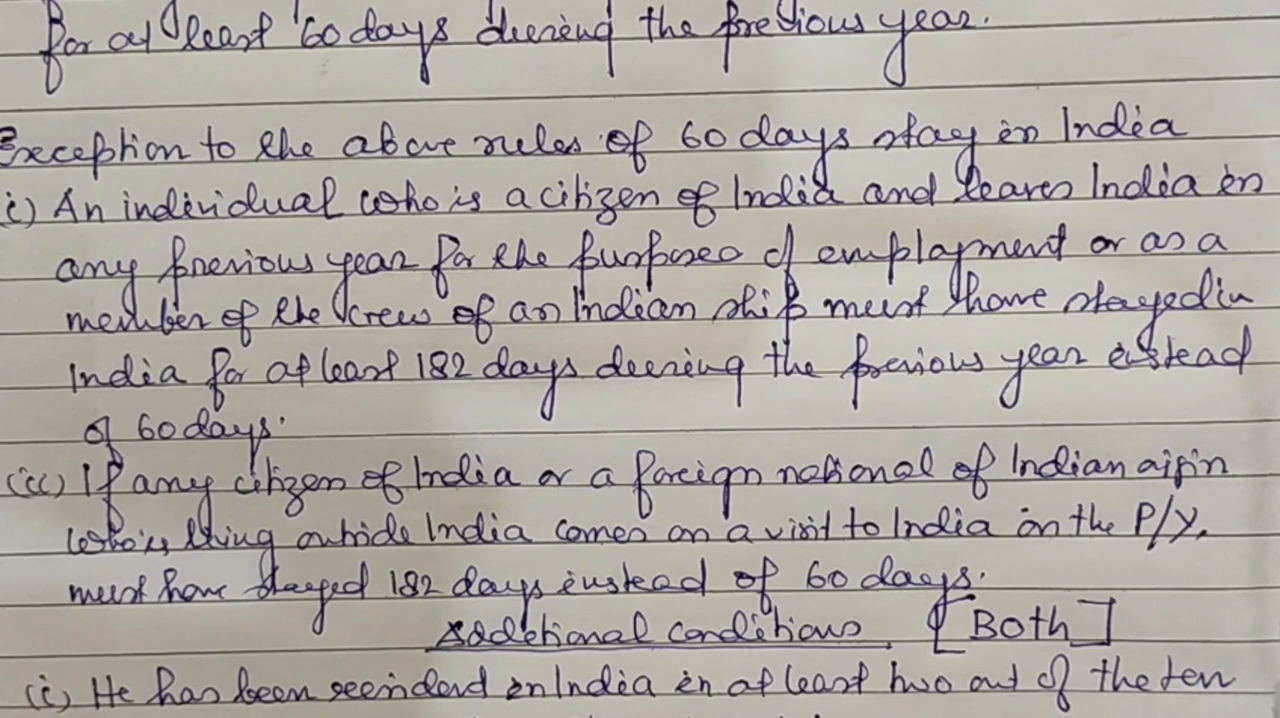 for at least 60 days during the previous year.
Exception to the above rules of 60 days stay in India
i) An individual who is a citizen of India and leaves India in
any previous year for the purposes of employment or as a
member of the crew of an Indian ship must have stayed in
India for at least 182 days during the previous year instead
of 60 days.
(ii) If any citizen of India or a foreign national of Indian origin
who is living outside India comes on a visit to India in the P/Y.
must have stayed 182 days instead of 60 days.
Additional conditions [Both]
(i) He has been resident in India in at least two out of the ten